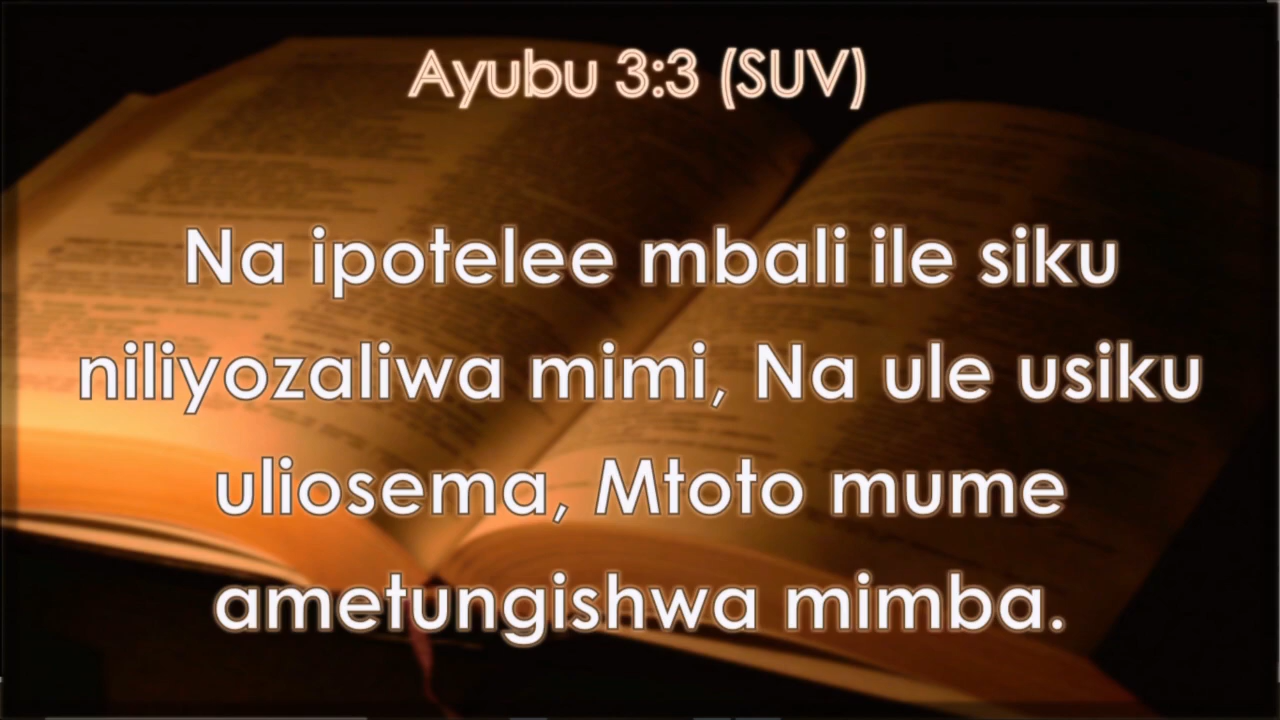 Ayubu 3:3 (SUV)
Na ipotelee mbali ile siku
niliyozaliwa mimi, Na ule usiku
uliosema, Mtoto mume
ametungishwa mimba.